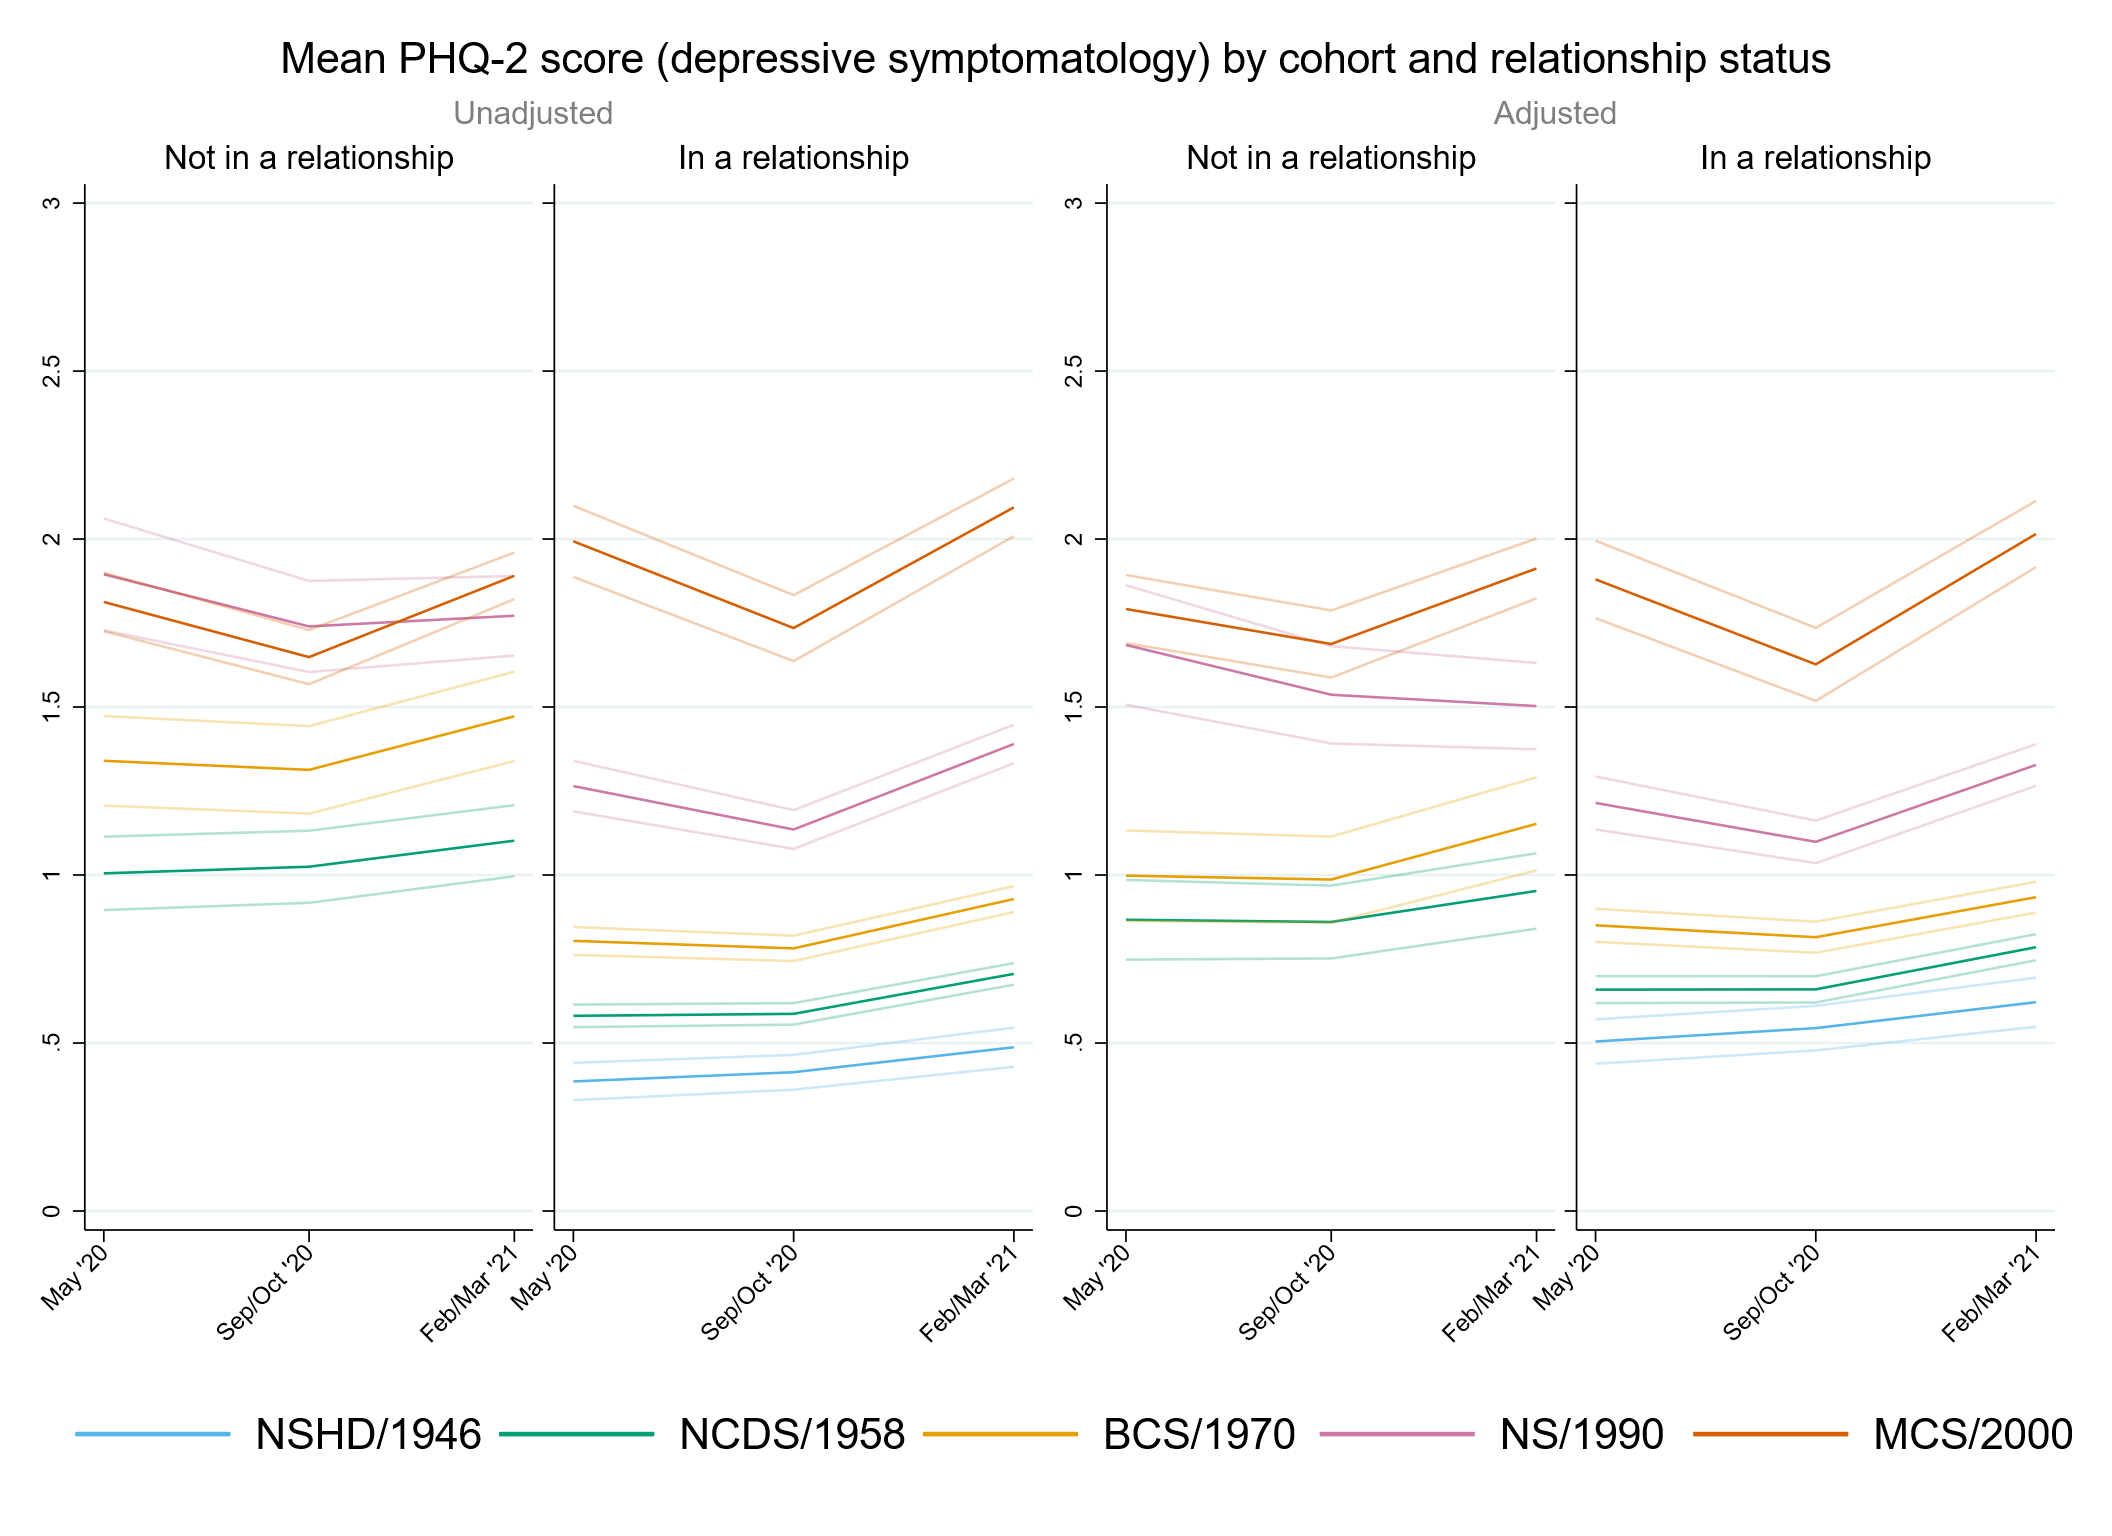 Mean PHQ-2 score (depressive symptomatology) by cohort and relationship status
Unadjusted
Adjusted
Not in a relationship
In a relationship
Not in a relationship
In a relationship
3
2.5
2
1.5
1
.5
0
3
2.5
2
1.5
1
.5
0
May '20
Sep/Oct '20
Feb/Mar '21
May '20
Sep/Oct '20
Feb/Mar '21
May '20
Sep/Oct '20
Feb/Mar '21
May '20
Sep/Oct '20
Feb/Mar '21
NSHD/1946 NCDS/1958 BCS/1970 NS/1990 MCS/2000